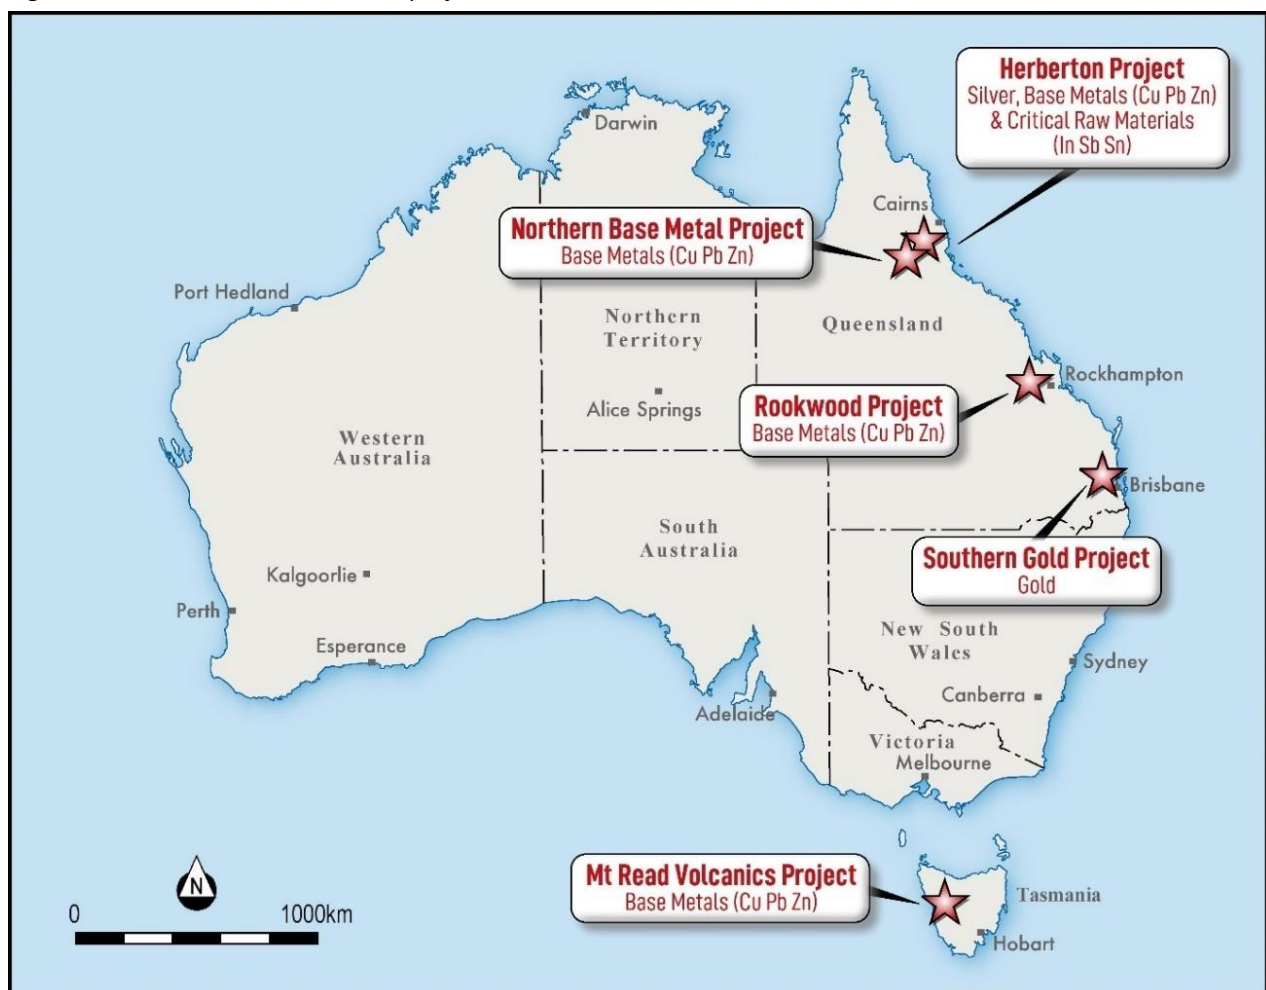 Herberton Project
Silver, Base Metals (Cu Pb Zn)
& Critical Raw Materials
(In Sb Sn)
Darwin
Cairns
Northern Base Metal Project
Base Metals (Cu Pb Zn)
Port Hedland
Northern
Territory
Queensland
Rockhampton
Alice Springs
Rookwood Project
Base Metals (Cu Pb Zn)
Western
Australia
Brisbane
South
Australia
Southern Gold Project
Gold
Kalgoorlie
Perth
Esperance
New South
Wales
Sydney
Canberra
Adelaide
Victoria
Melbourne
Mt Read Volcanics Project
Base Metals (Cu Pb Zn)
Tasmania
Hobart
N
0 1000km